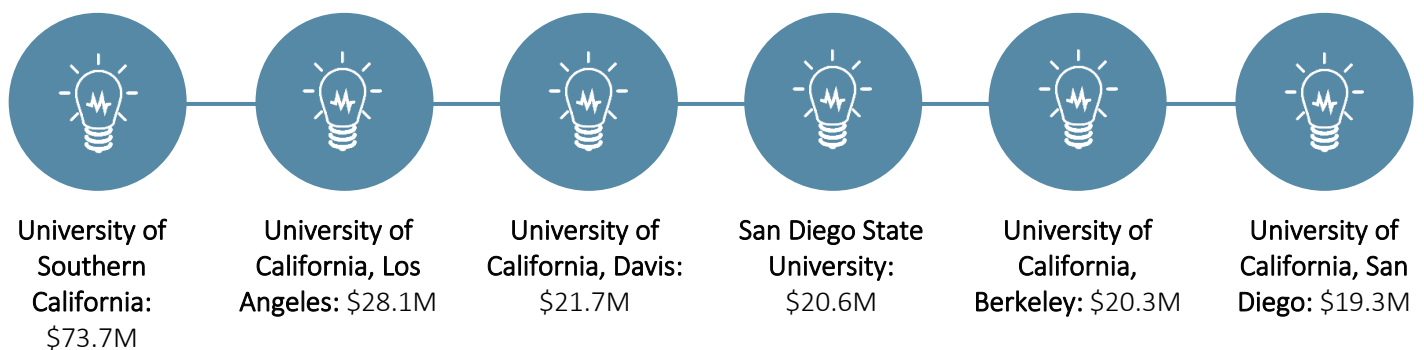 University of
Southern
California:
$73.7M
University of
California, Los
Angeles: $28.1M
University of
California, Davis:
$21.7M
San Diego State
University:
$20.6M
University of
California,
Berkeley: $20.3M
University of
California, San
Diego: $19.3M